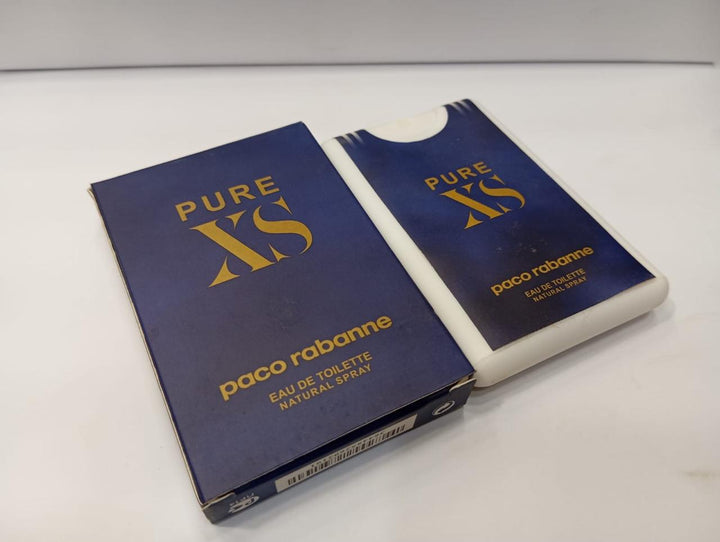 PURE
XS
paco rabanne
EAU DE TOILETTE
NATURAL SPRAY
PURE
XS
paco rabanne
EAU DE TOILETTE
NATURAL SPRAY